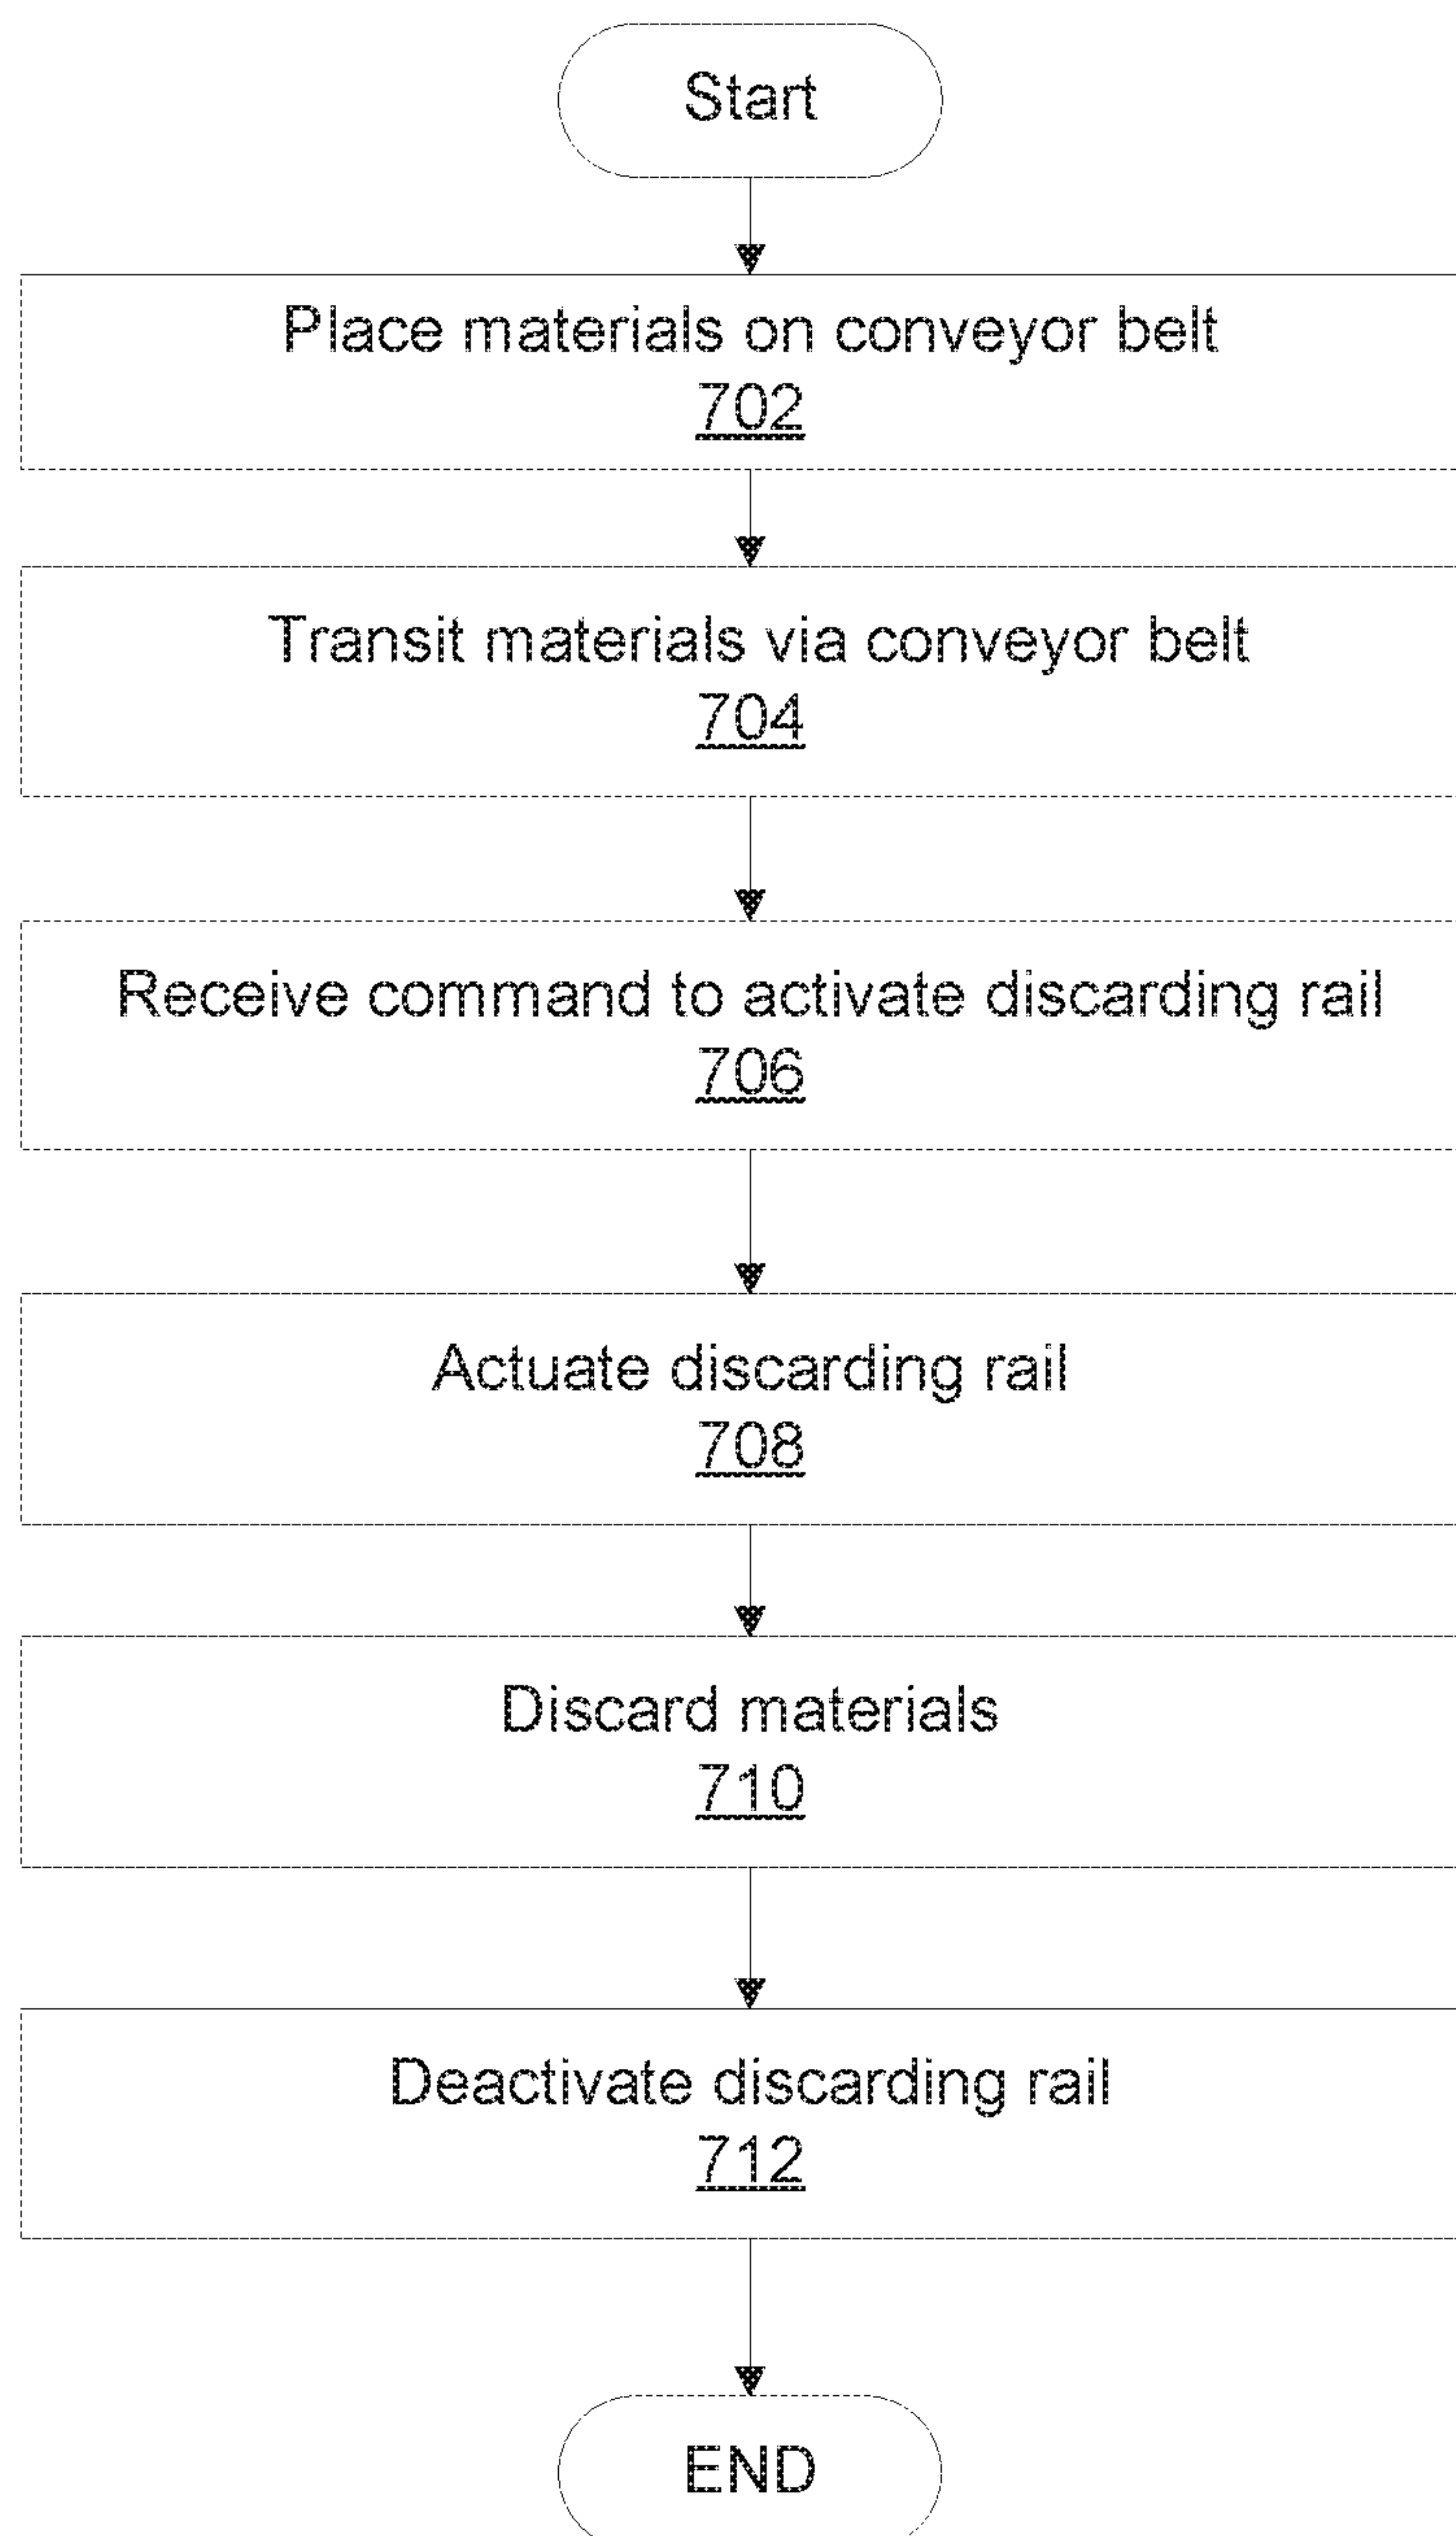 Start
Place materials on conveyor belt
702
Transit materials via conveyor belt
704
Receive command to activate discarding rail
706
Actuate discarding rail
708
Discard materials
710
Deactivate discarding rail
712
END